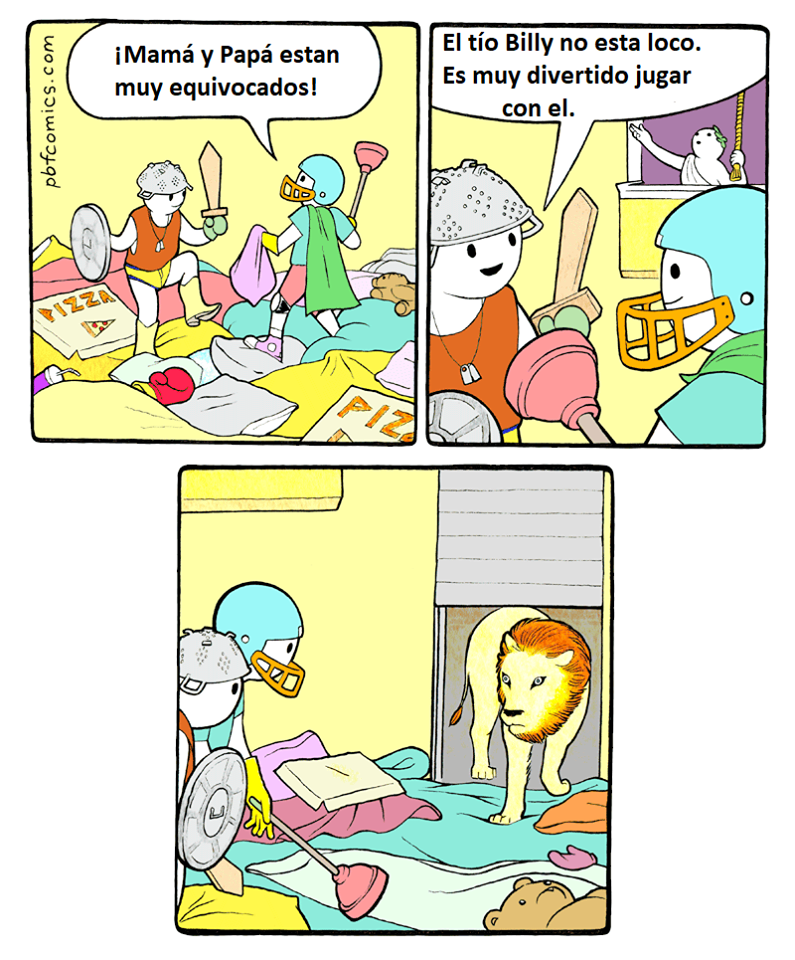 pbfcomics.com
¡Mamá y Papá estan
muy equivocados!
PIZZA
PIZ
El tío Billy no esta loco.
Es muy divertido jugar
con el.